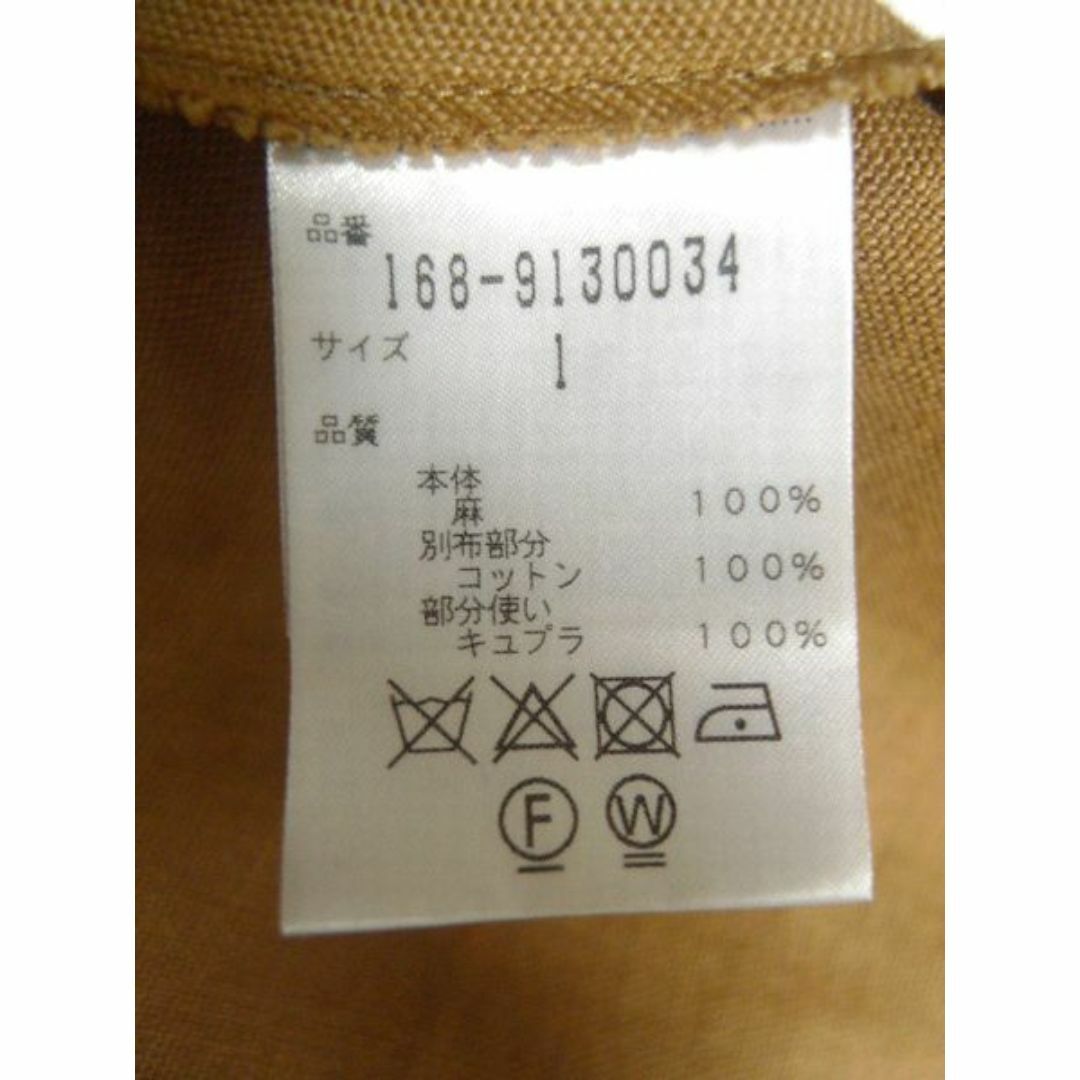 品番
168-9130034
サイズ 1
品質
本体
麻 100%
別布部分
コットン 100%
部分使い
キュプラ 100%
F W